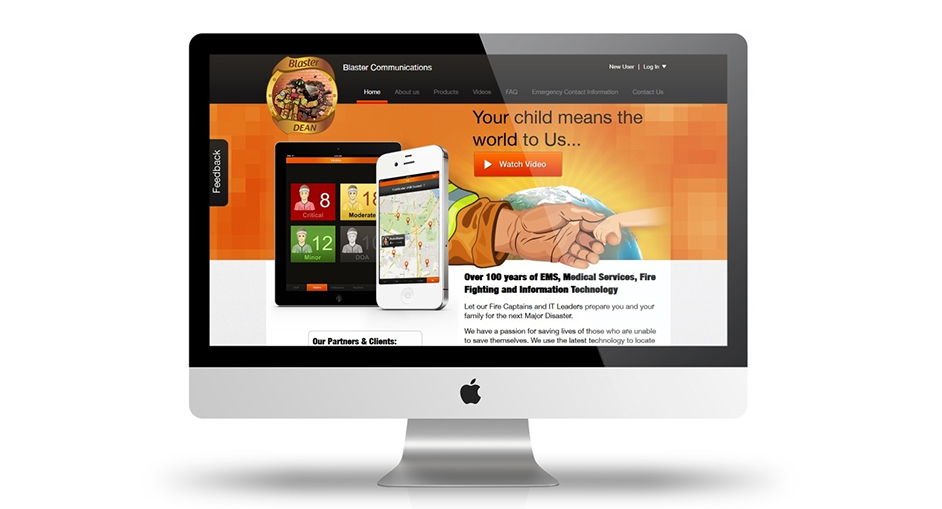 Blaster
DEAN
Blaster Communications
New User | Log In ▼
Home About us Products Videos FAQ Emergency Contact Information Contact Us
Your child means the
world to Us...
Watch Video
Feedback
8
Critical
18
Moderate
12
Minor
10
DOA
Over 100 years of EMS, Medical Services, Fire
Fighting and Information Technology
Let our Fire Captains and IT Leaders prepare you and your
family for the next Major Disaster.
We have a passion for saving lives of those who are unable
to save themselves. We use the latest technology to locate
Our Partners & Clients: